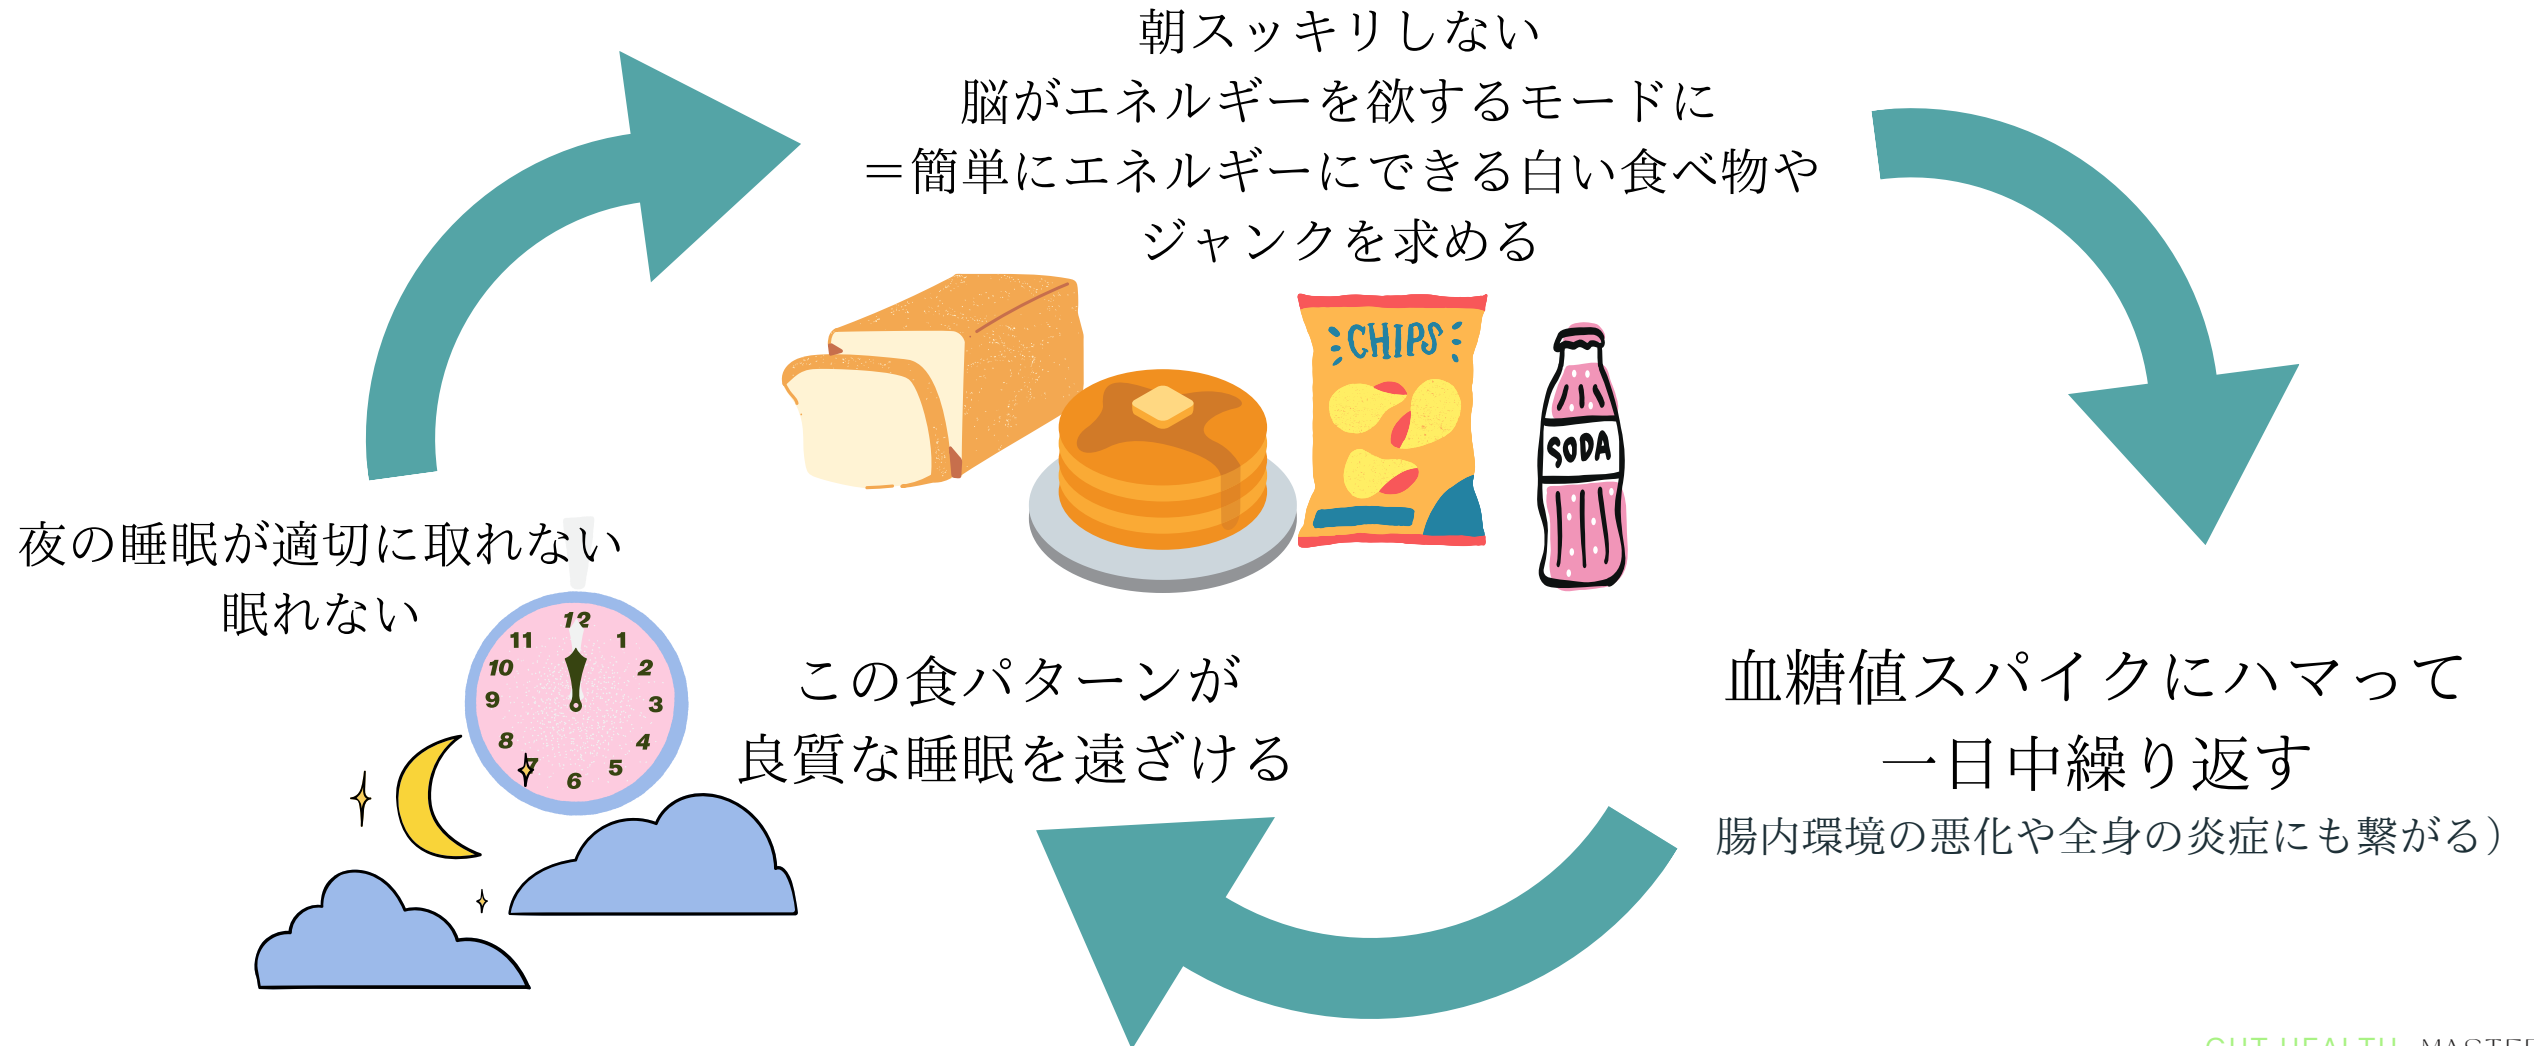 朝スッキリしない
脳がエネルギーを欲するモードに
＝簡単にエネルギーにできる白い食べ物や
ジャンクを求める
CHIPS
SODA
夜の睡眠が適切に取れない
眠れない
12
11
1
10
2
9
3
8
4
7
5
6
この食パターンが
良質な睡眠を遠ざける
血糖値スパイクにハマって
一日中繰り返す
腸内環境の悪化や全身の炎症にも繋がる）